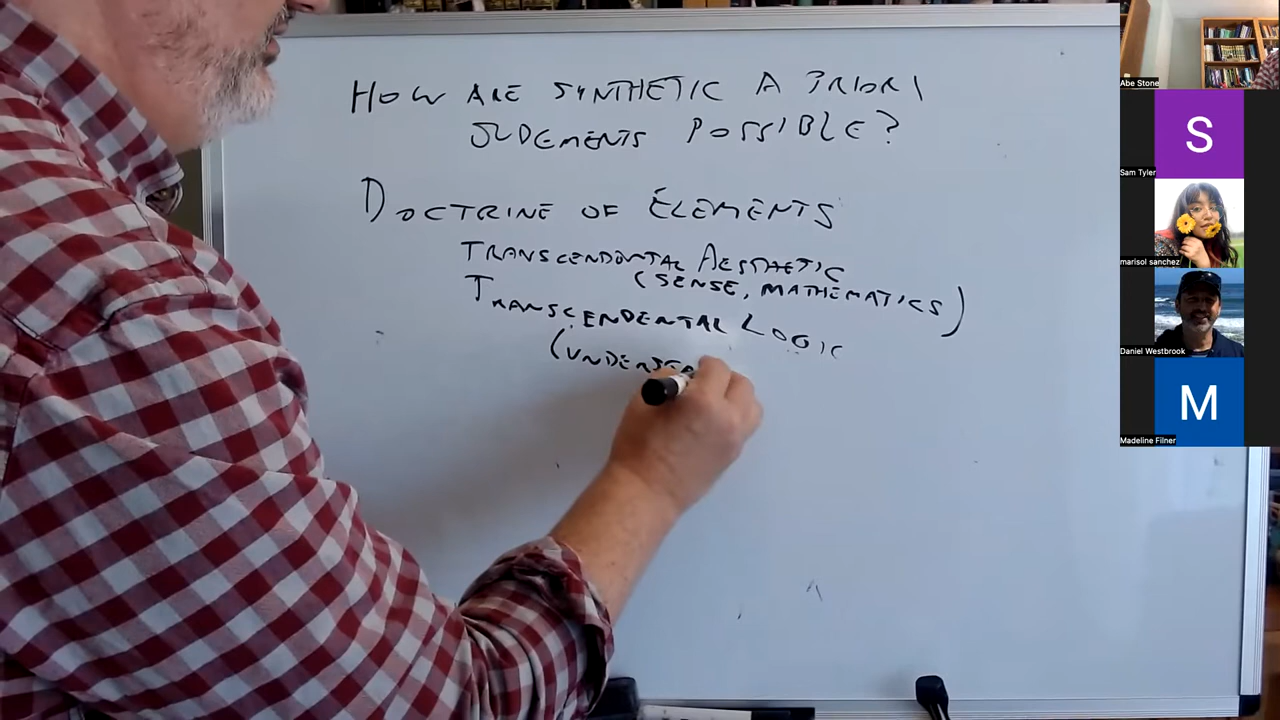 HOW ARE SYNTHETIC A PRIORI
JUDGEMENTS POSSIBLE?
DOCTRINE OF ELEMENTS
TRANSCENDENTAL AESTHETIC
(SENSE, MATHEMATICS)
TRANSCENDENTAL LOGIC
(UNDERSTA
Abe Stone
S
Sam Tyler
marisol sanchez
Daniel Westbrook
M
Madeline Filner